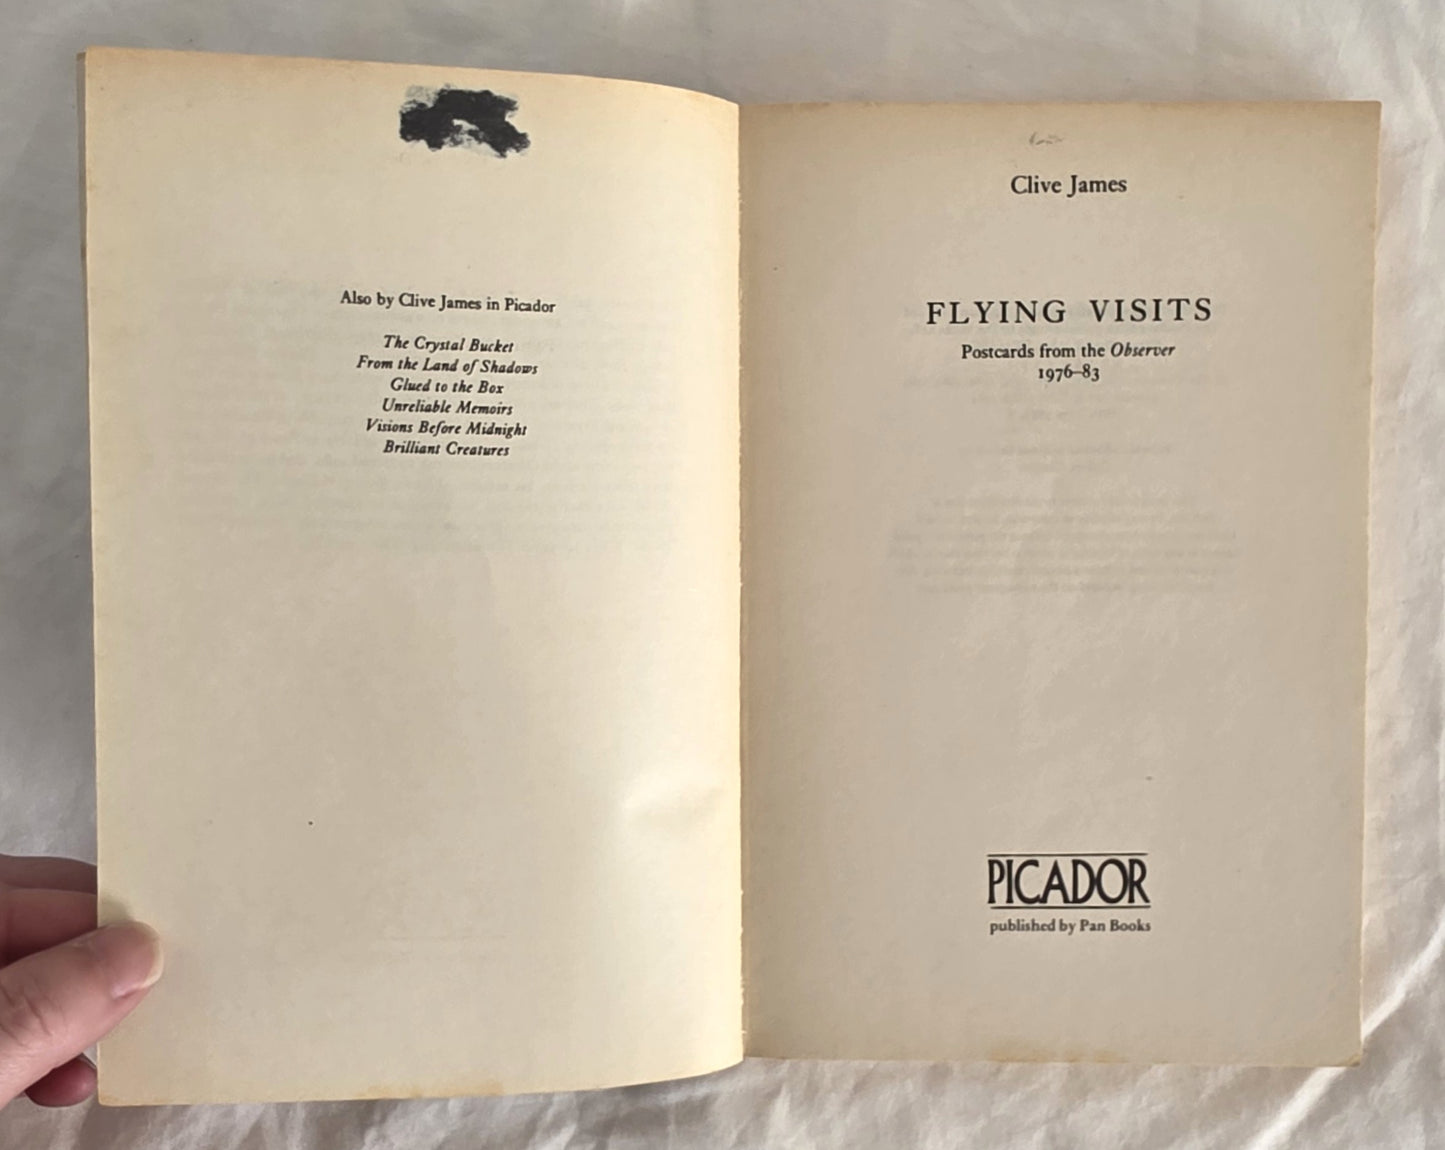 Also by Clive James in Picador
The Crystal Bucket
From the Land of Shadows
Glued to the Box
Unreliable Memoirs
Visions Before Midnight
Brilliant Creatures
Clive James
FLYING VISITS
Postcards from the Observer
1976–83
PICADOR
published by Pan Books